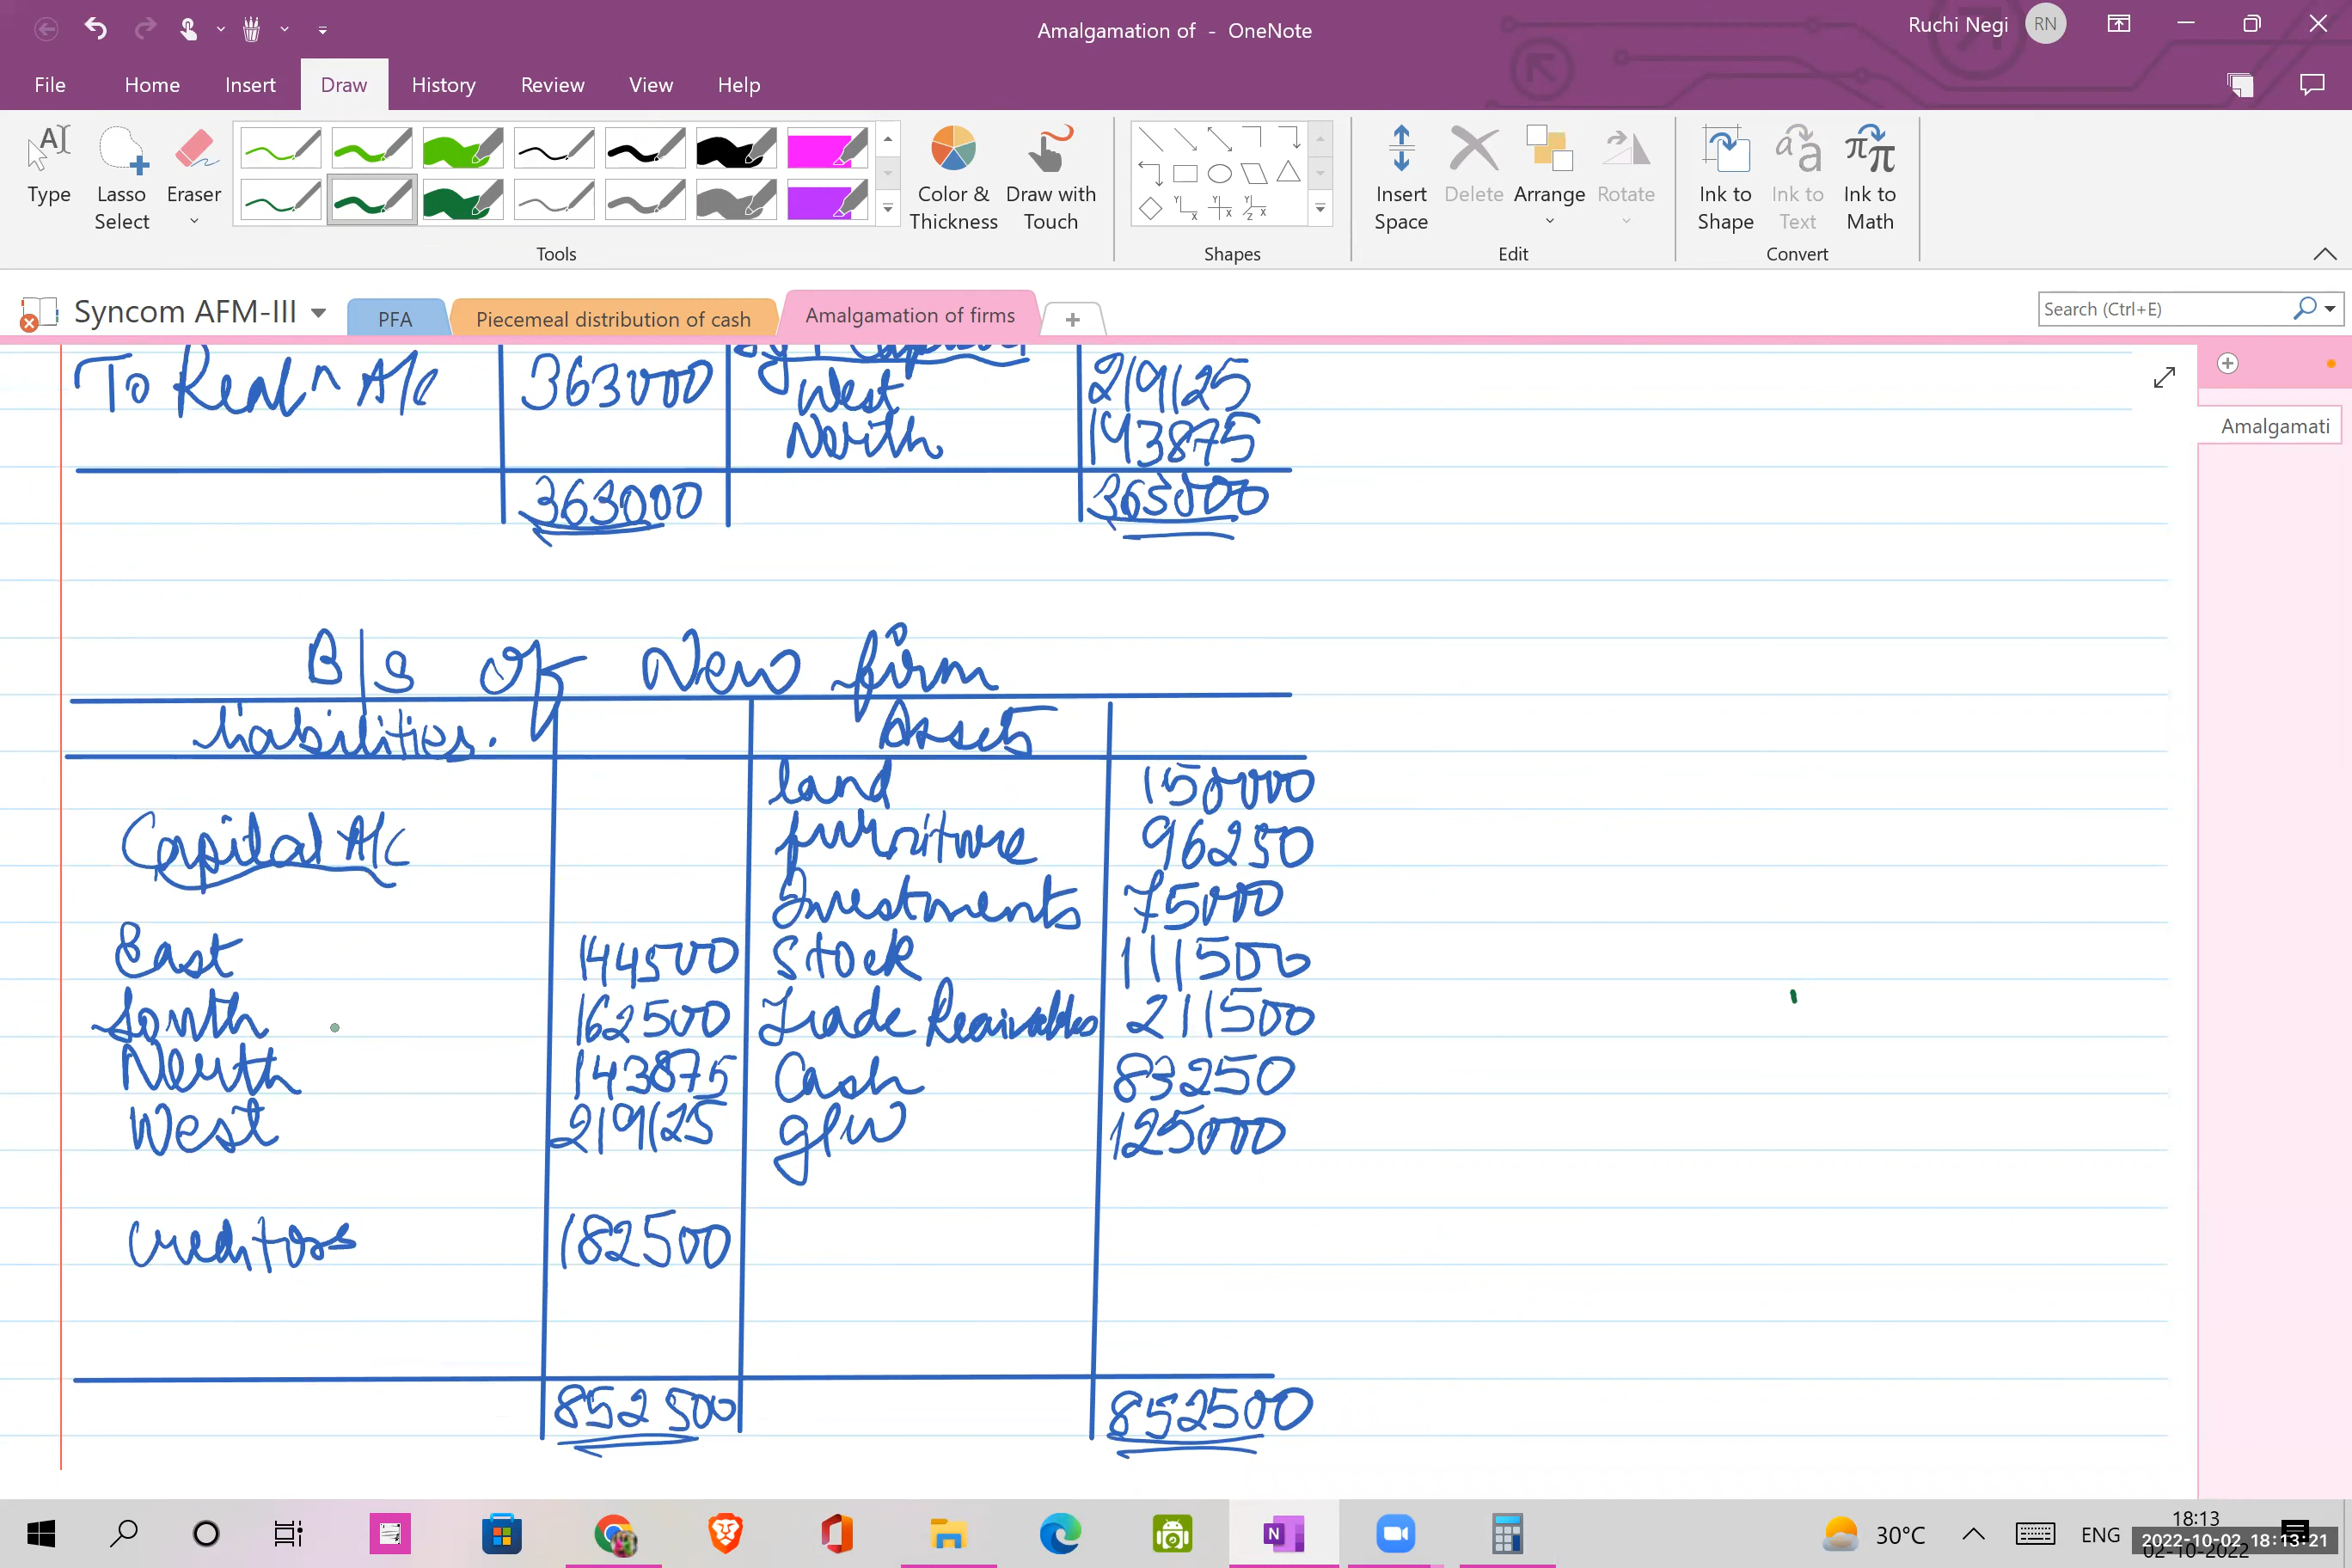 Amalgamation of - OneNote
Ruchi Negi RN
File Home Insert Draw History Review View Help
Type Lasso Select Eraser Color & Thickness Draw with Touch Insert Space Delete Arrange Rotate Ink to Shape Ink to Text Ink to Math
Tools Shapes Edit Convert
Syncom AFM-III PFA Piecemeal distribution of cash Amalgamation of firms + Search (Ctrl+E)
Amalgamati
To Realn A/c 363000 West 219125
North 143875
363000 363000
B/S of New firm
Liabilities. Assets
land 150000
Capital A/c furniture 96250
Investments 75000
East 144500 Stock 111500
South 162500 Trade Receivables 211500
North 143875 Cash 83250
West 219125 g/w 125000
Creditors 182500
852500 852500
30°C ENG 18:13
2022-10-02 18:13:21
02-10-2022